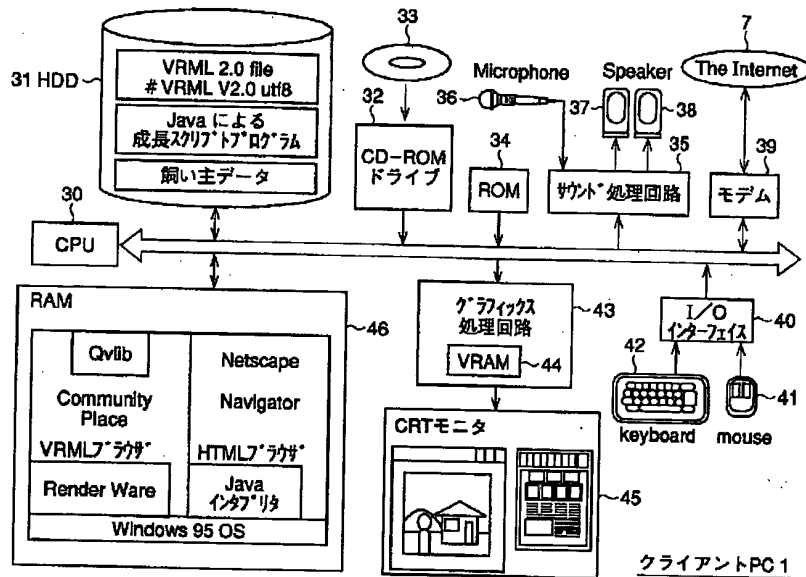 31 HDD
VRML 2.0 file
# VRML V2.0 utf8
Java による
成長スクリプトプログラム
飼い主データ
33
32
CD-ROM
ドライブ
34
ROM
Microphone
36
Speaker
37
38
35
サウンド処理回路
7
The Internet
39
モデム
30
CPU
RAM
46
Qvlib
Community
Place
VRMLブラウザ
Render Ware
Netscape
Navigator
HTMLブラウザ
Java
インタプリタ
Windows 95 OS
グラフィックス
処理回路
43
VRAM
44
I/O
インターフェイス
40
42
keyboard
41
mouse
CRTモニタ
45
クライアントPC 1